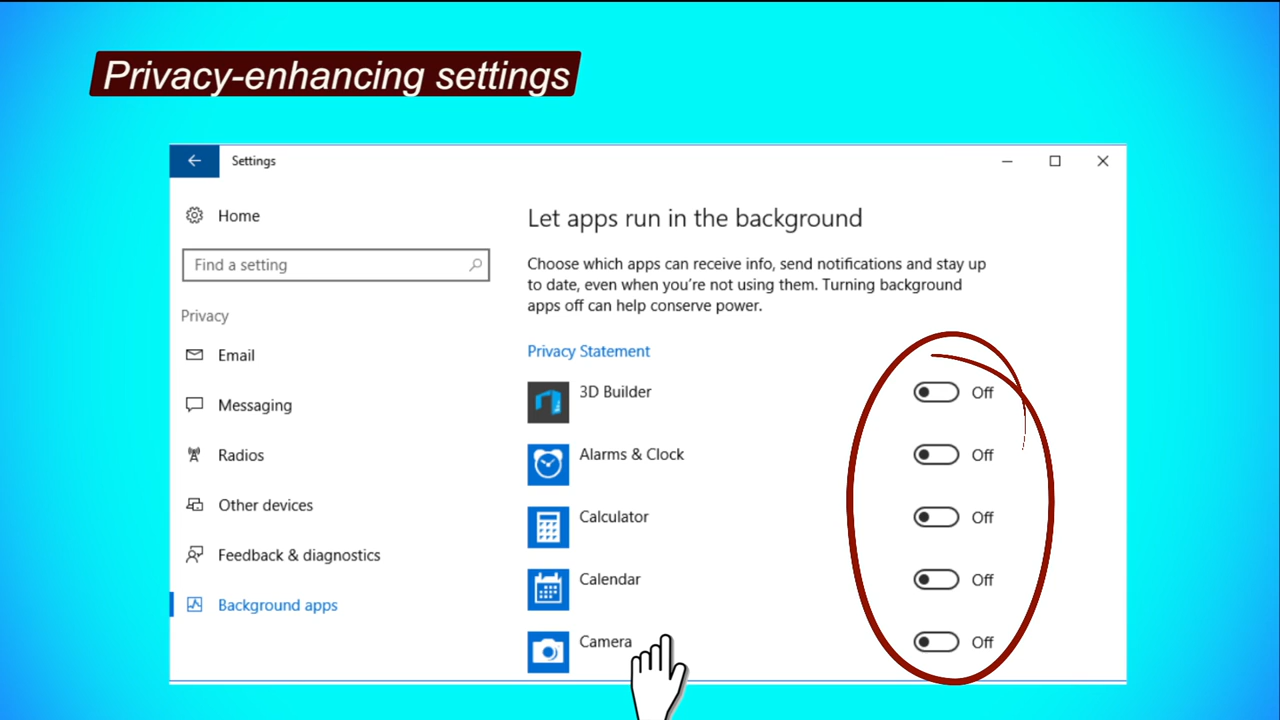 Privacy-enhancing settings
Settings
Home
Find a setting
Privacy
Email
Messaging
Radios
Other devices
Feedback & diagnostics
Background apps
Let apps run in the background
Choose which apps can receive info, send notifications and stay up
to date, even when you're not using them. Turning background
apps off can help conserve power.
Privacy Statement
3D Builder Off
Alarms & Clock Off
Calculator Off
Calendar Off
Camera Off